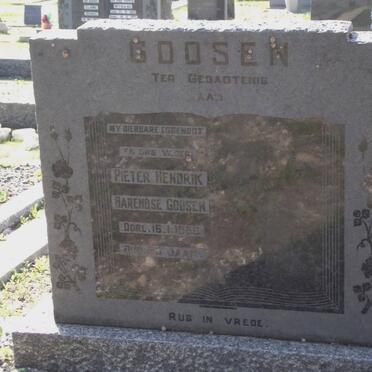 GOOSEN
TER GEDAGTENIS
AAN
MY DIERBARE EGGENOOT
EN ONS VADER
PIETER HENDRIK
BARENDSE GOOSEN
RUS IN VREDE.